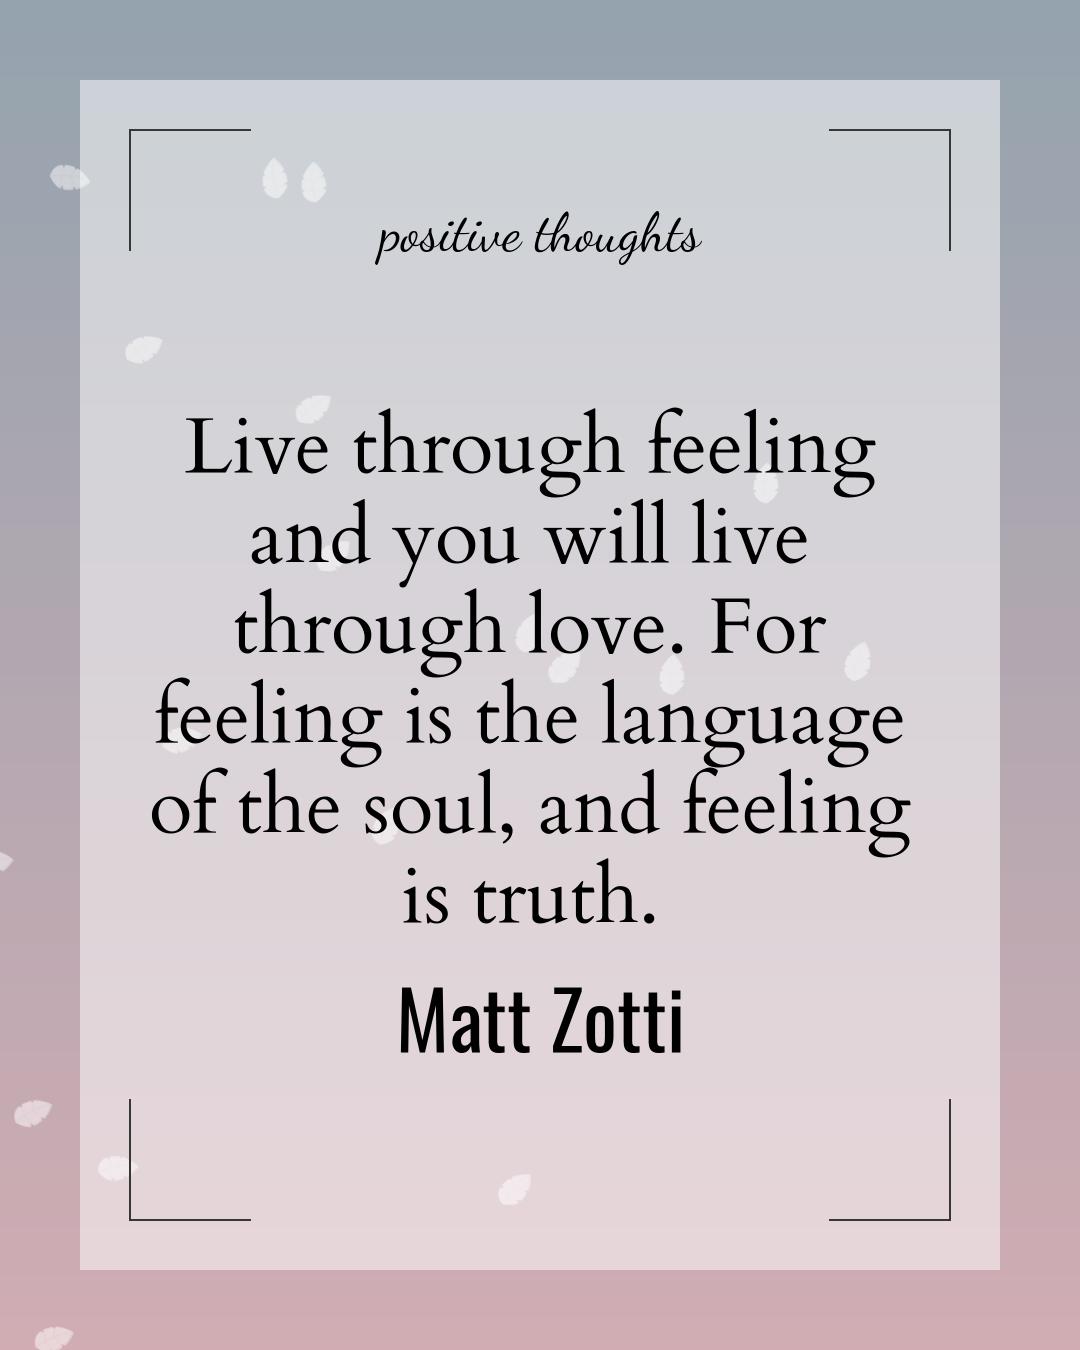 positive thoughts
Live through feeling
and you will live
through love. For
feeling is the language
of the soul, and feeling
is truth.
Matt Zotti